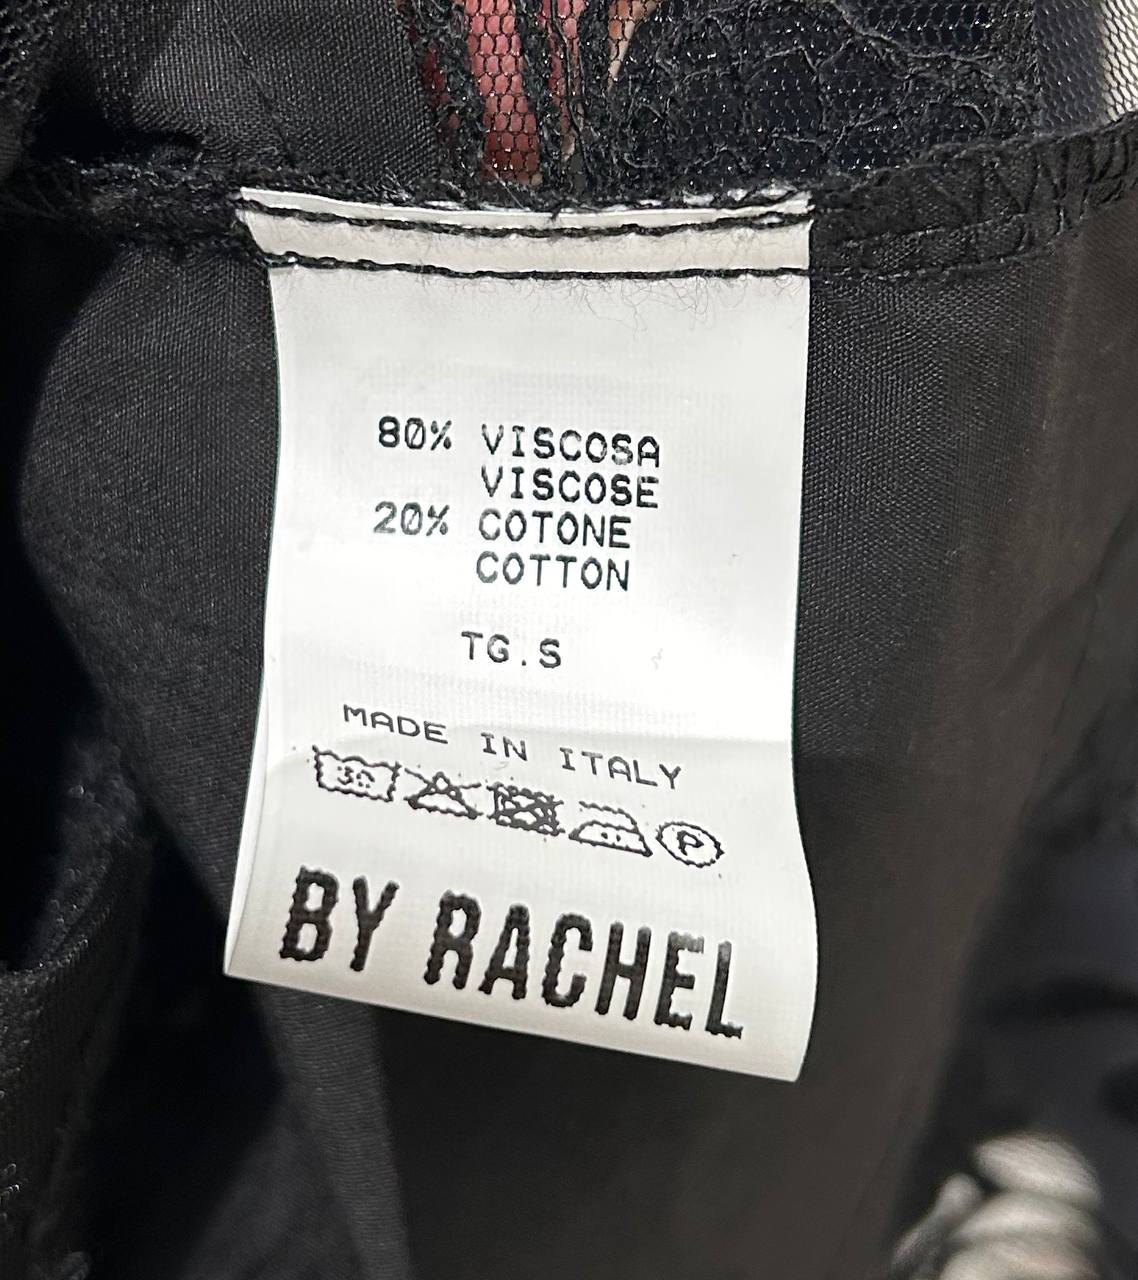 80% VISCOSA
VISCOSE
20% COTONE
COTTON
TG.S
MADE IN ITALY
30 P
BY RACHEL